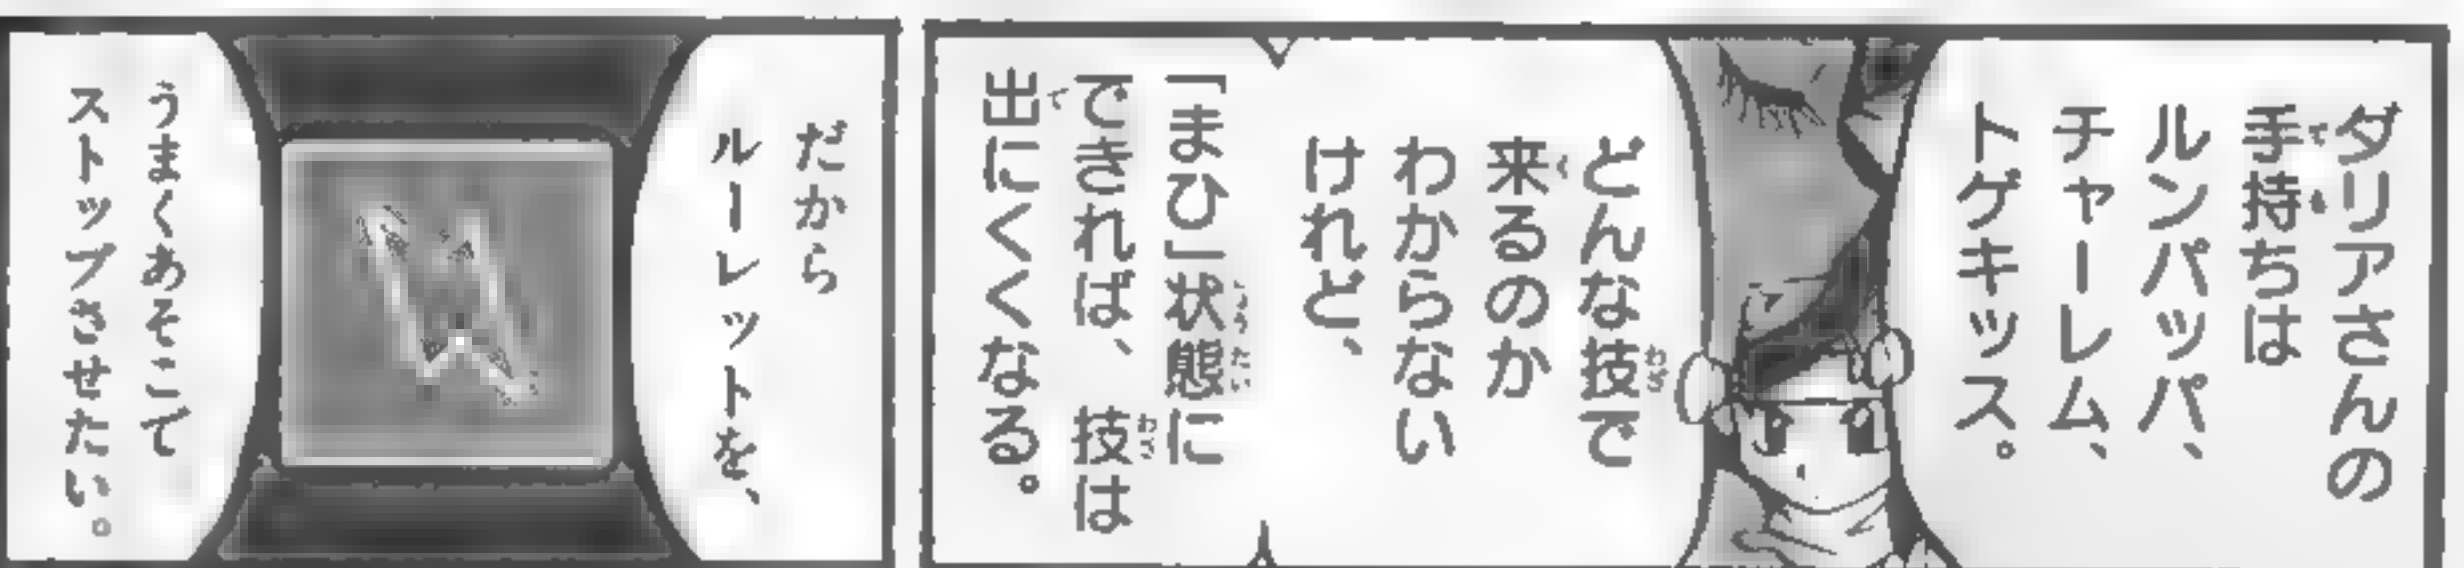 ダリアさんの
手持ちは
ルンパッパ、
チャーレム、
トゲキッス。
どんな技で
来るのか
わからない
けれど、
「まひ」状態に
できれば、技は
出にくくなる。
だから
ルーレットを、
うまくあそこで
ストップさせたい。